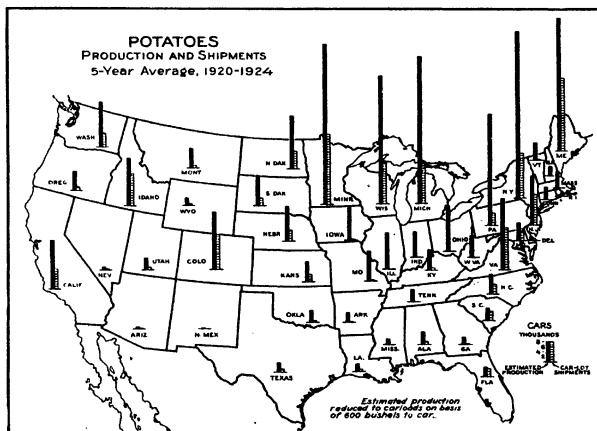 POTATOES
PRODUCTION AND SHIPMENTS
5-YEAR AVERAGE, 1920-1924
WASH
MONT
N DAK
MINN
WIS
MICH
N Y
VT
ME
MASS
OREG
IDAHO
WYO
S DAK
NEBR
IOWA
ILL
IND
OHIO
PA
N J
DEL
W VA
VA
KY
NEV
UTAH
COLO
KANS
MO
CALIF
TENN
N C
S C
OKLA
ARK
ARIZ
N MEX
MISS
ALA
GA
LA.
TEXAS
FLA
CARS
THOUSANDS
8
4
ESTIMATED PRODUCTION
CAR-LOT SHIPMENTS
Estimated production
reduced to carloads on basis
of 600 bushels to car.